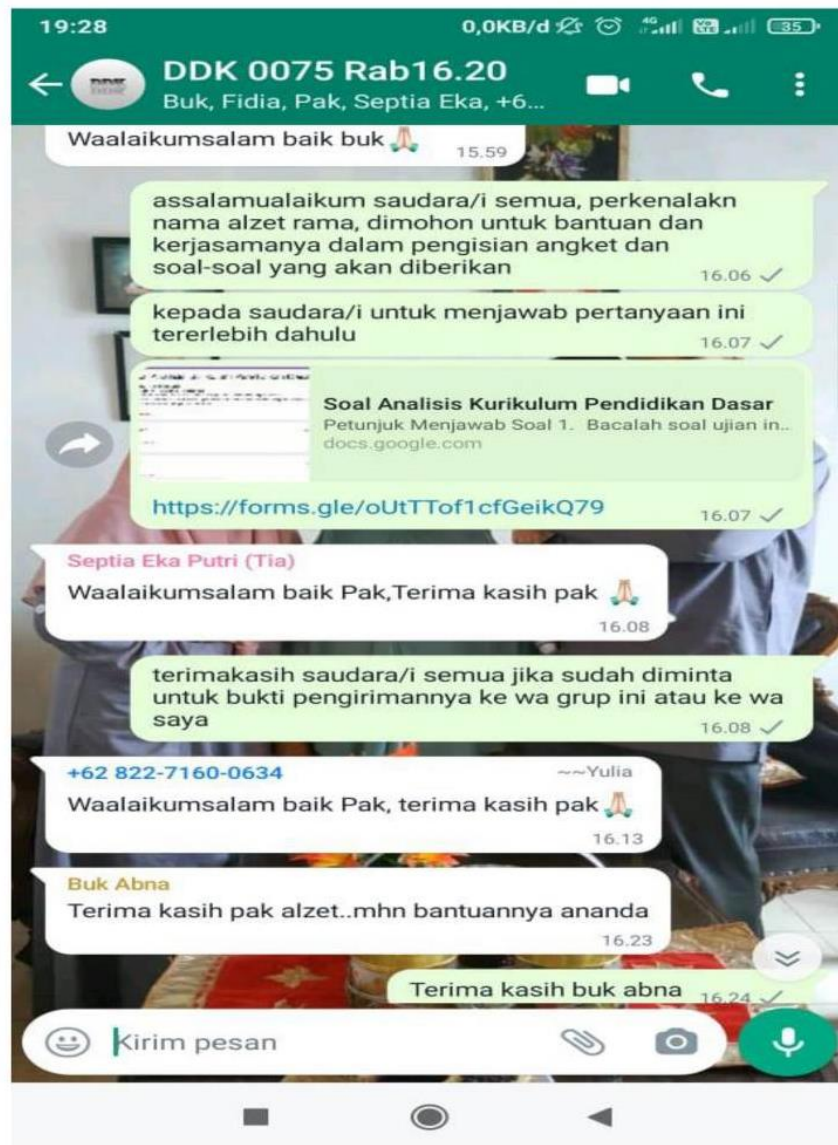 19:28
0,0KB/d
4G
Vo
LTE
35
DDK 0075 Rab16.20
Buk, Fidia, Pak, Septia Eka, +6...
Waalaikumsalam baik buk
15.59
assalamualaikum saudara/i semua, perkenalakn
nama alzet rama, dimohon untuk bantuan dan
kerjasamanya dalam pengisian angket dan
soal-soal yang akan diberikan
16.06
kepada saudara/i untuk menjawab pertanyaan ini
tererlebih dahulu
16.07
Soal Analisis Kurikulum Pendidikan Dasar
Petunjuk Menjawab Soal 1. Bacalah soal ujian in..
docs.google.com
https://forms.gle/oUtTTof1cfGeikQ79
16.07
Septia Eka Putri (Tia)
Waalaikumsalam baik Pak,Terima kasih pak
16.08
terimakasih saudara/i semua jika sudah diminta
untuk bukti pengirimannya ke wa grup ini atau ke wa
saya
16.08
+62 822-7160-0634
~~Yulia
Waalaikumsalam baik Pak, terima kasih pak
16.13
Buk Abna
Terima kasih pak alzet..mhn bantuannya ananda
16.23
Terima kasih buk abna
16.24
Kirim pesan